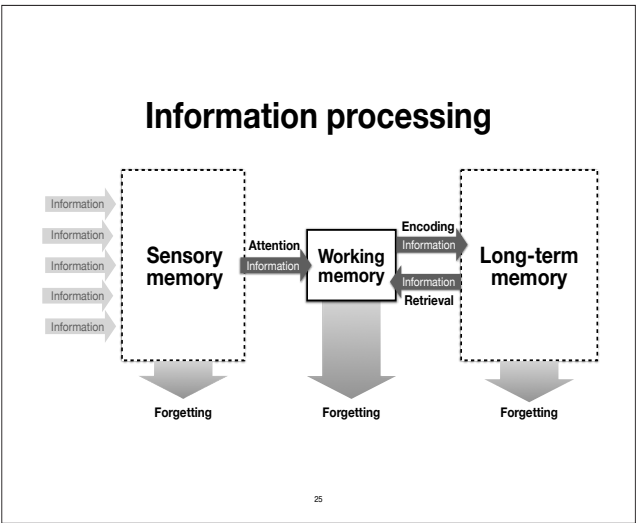 Information processing
Information
Information
Information
Information
Information
Sensory
memory
Attention
Information
Working
memory
Encoding
Information
Information
Retrieval
Long-term
memory
Forgetting
Forgetting
Forgetting
25